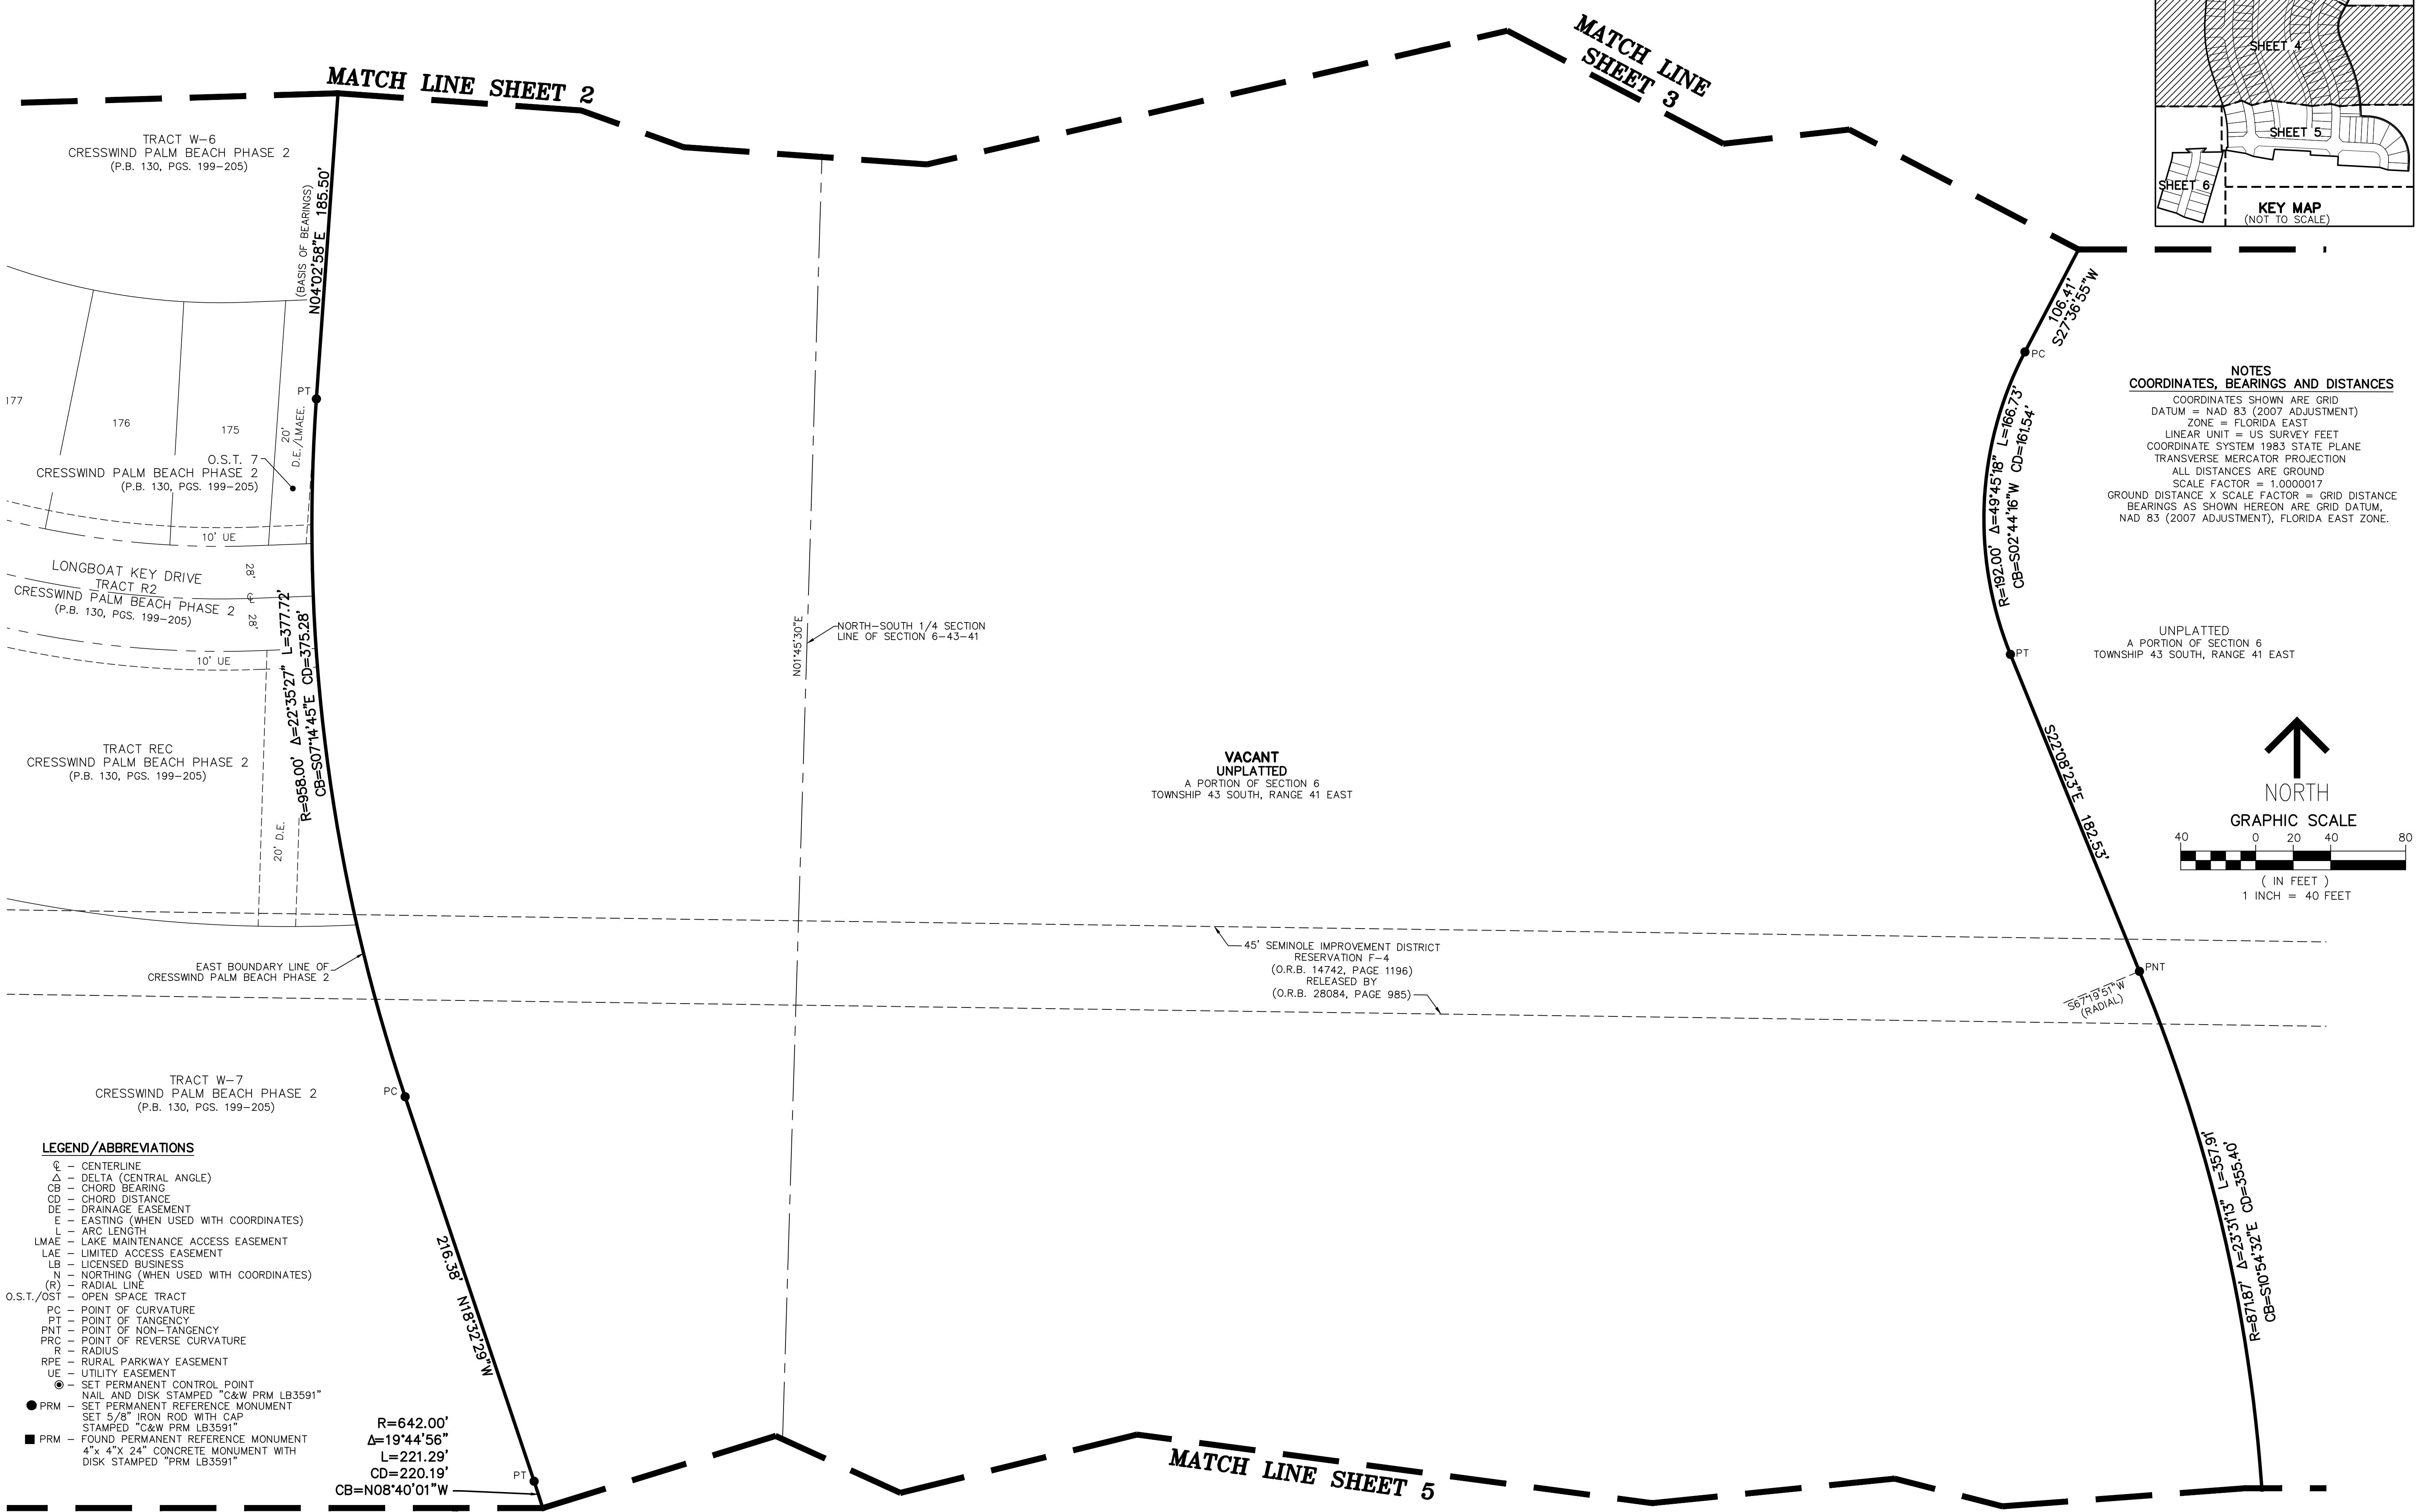 MATCH LINE SHEET 2
MATCH LINE
SHEET 3
SHEET 4
SHEET 5
SHEET 6
KEY MAP
(NOT TO SCALE)
TRACT W-6
CRESSWIND PALM BEACH PHASE 2
(P.B. 130, PGS. 199-205)
(BASIS OF BEARINGS)
N04°02'58"E 185.50'
106.41'
S27°36'55"W
PC
NOTES
COORDINATES, BEARINGS AND DISTANCES
COORDINATES SHOWN ARE GRID
DATUM = NAD 83 (2007 ADJUSTMENT)
ZONE = FLORIDA EAST
LINEAR UNIT = US SURVEY FEET
COORDINATE SYSTEM 1983 STATE PLANE
TRANSVERSE MERCATOR PROJECTION
ALL DISTANCES ARE GROUND
SCALE FACTOR = 1.0000017
GROUND DISTANCE X SCALE FACTOR = GRID DISTANCE
BEARINGS AS SHOWN HEREON ARE GRID DATUM,
NAD 83 (2007 ADJUSTMENT), FLORIDA EAST ZONE.
PT
177
176
175
20'
D.E./LMAEE.
O.S.T. 7
CRESSWIND PALM BEACH PHASE 2
(P.B. 130, PGS. 199-205)
10' UE
LONGBOAT KEY DRIVE
TRACT R2
CRESSWIND PALM BEACH PHASE 2
(P.B. 130, PGS. 199-205)
28'
℄
28'
10' UE
R=958.00' Δ=22°35'27" L=377.72'
CB=S07°14'45"E CD=375.28'
N01°45'30"E
NORTH-SOUTH 1/4 SECTION
LINE OF SECTION 6-43-41
R=192.00' Δ=49°45'18" L=166.73'
CB=S02°44'16"W CD=161.54'
PT
UNPLATTED
A PORTION OF SECTION 6
TOWNSHIP 43 SOUTH, RANGE 41 EAST
TRACT REC
CRESSWIND PALM BEACH PHASE 2
(P.B. 130, PGS. 199-205)
20' D.E.
VACANT
UNPLATTED
A PORTION OF SECTION 6
TOWNSHIP 43 SOUTH, RANGE 41 EAST
S22°08'23"E 182.53'
NORTH
GRAPHIC SCALE
40 0 20 40 80
( IN FEET )
1 INCH = 40 FEET
EAST BOUNDARY LINE OF
CRESSWIND PALM BEACH PHASE 2
45' SEMINOLE IMPROVEMENT DISTRICT
RESERVATION F-4
(O.R.B. 14742, PAGE 1196)
RELEASED BY
(O.R.B. 28084, PAGE 985)
PNT
S67°19'51"W
(RADIAL)
TRACT W-7
CRESSWIND PALM BEACH PHASE 2
(P.B. 130, PGS. 199-205)
PC
216.38' N18°32'29"W
R=871.87' Δ=23°31'13" L=357.91'
CB=S10°54'32"E CD=355.40'
LEGEND/ABBREVIATIONS
℄ - CENTERLINE
△ - DELTA (CENTRAL ANGLE)
CB - CHORD BEARING
CD - CHORD DISTANCE
DE - DRAINAGE EASEMENT
E - EASTING (WHEN USED WITH COORDINATES)
L - ARC LENGTH
LMAE - LAKE MAINTENANCE ACCESS EASEMENT
LAE - LIMITED ACCESS EASEMENT
LB - LICENSED BUSINESS
N - NORTHING (WHEN USED WITH COORDINATES)
(R) - RADIAL LINE
O.S.T./OST - OPEN SPACE TRACT
PC - POINT OF CURVATURE
PT - POINT OF TANGENCY
PNT - POINT OF NON-TANGENCY
PRC - POINT OF REVERSE CURVATURE
R - RADIUS
RPE - RURAL PARKWAY EASEMENT
UE - UTILITY EASEMENT
◉ - SET PERMANENT CONTROL POINT
NAIL AND DISK STAMPED "C&W PRM LB3591"
● PRM - SET PERMANENT REFERENCE MONUMENT
SET 5/8" IRON ROD WITH CAP
STAMPED "C&W PRM LB3591"
■ PRM - FOUND PERMANENT REFERENCE MONUMENT
4"x 4"X 24" CONCRETE MONUMENT WITH
DISK STAMPED "PRM LB3591"
R=642.00'
Δ=19°44'56"
L=221.29'
CD=220.19'
CB=N08°40'01"W
PT
MATCH LINE SHEET 5